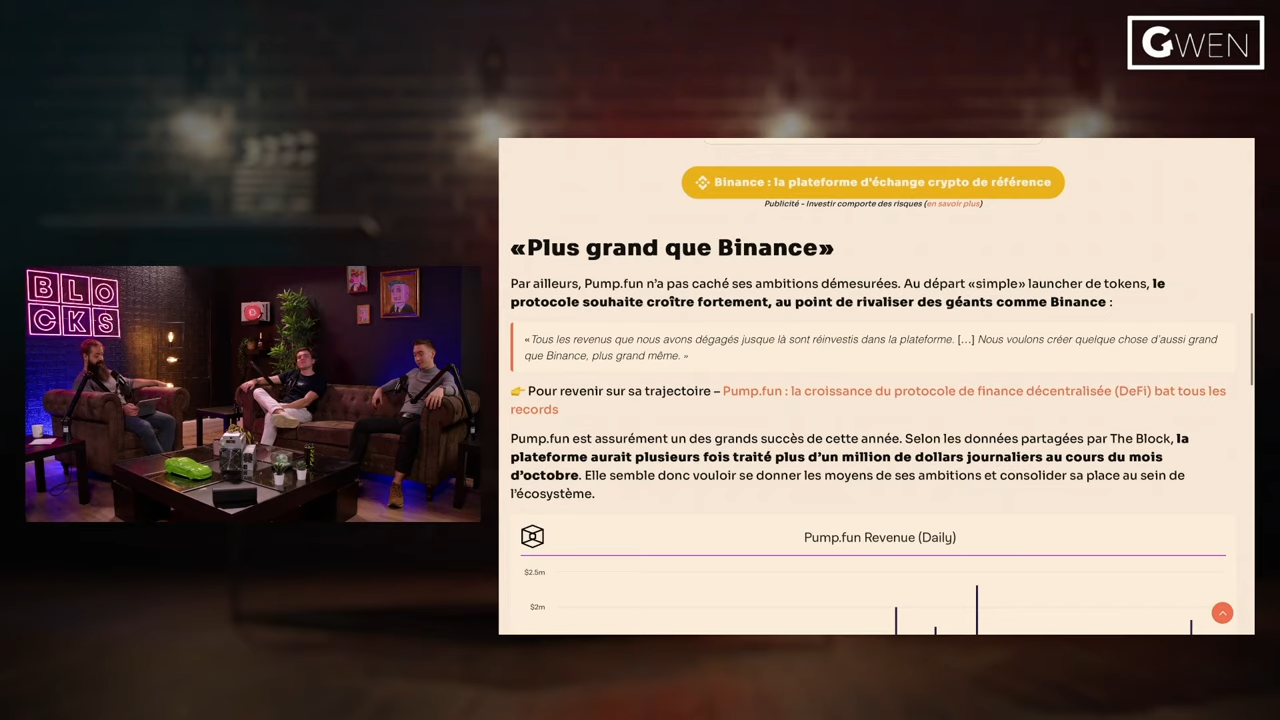 GWEN
Binance : la plateforme d'échange crypto de référence
Publicité - Investir comporte des risques (en savoir plus)
«Plus grand que Binance»
Par ailleurs, Pump.fun n'a pas caché ses ambitions démesurées. Au départ «simple» launcher de tokens, le
protocole souhaite croître fortement, au point de rivaliser des géants comme Binance :
« Tous les revenus que nous avons dégagés jusque là sont réinvestis dans la plateforme. […] Nous voulons créer quelque chose d'aussi grand
que Binance, plus grand même. »
👉 Pour revenir sur sa trajectoire – Pump.fun : la croissance du protocole de finance décentralisée (DeFi) bat tous les
records
Pump.fun est assurément un des grands succès de cette année. Selon les données partagées par The Block, la
plateforme aurait plusieurs fois traité plus d'un million de dollars journaliers au cours du mois
d'octobre. Elle semble donc vouloir se donner les moyens de ses ambitions et consolider sa place au sein de
l'écosystème.
Pump.fun Revenue (Daily)
$2.5m
$2m
BLO
CKS